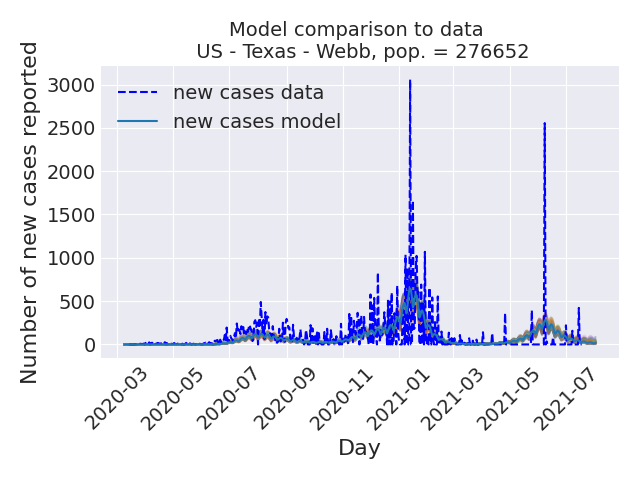 Model comparison to data
US - Texas - Webb, pop. = 276652
Number of new cases reported
3000
2500
2000
1500
1000
500
0
new cases data
new cases model
2020-03
2020-05
2020-07
2020-09
2020-11
2021-01
2021-03
2021-05
2021-07
Day